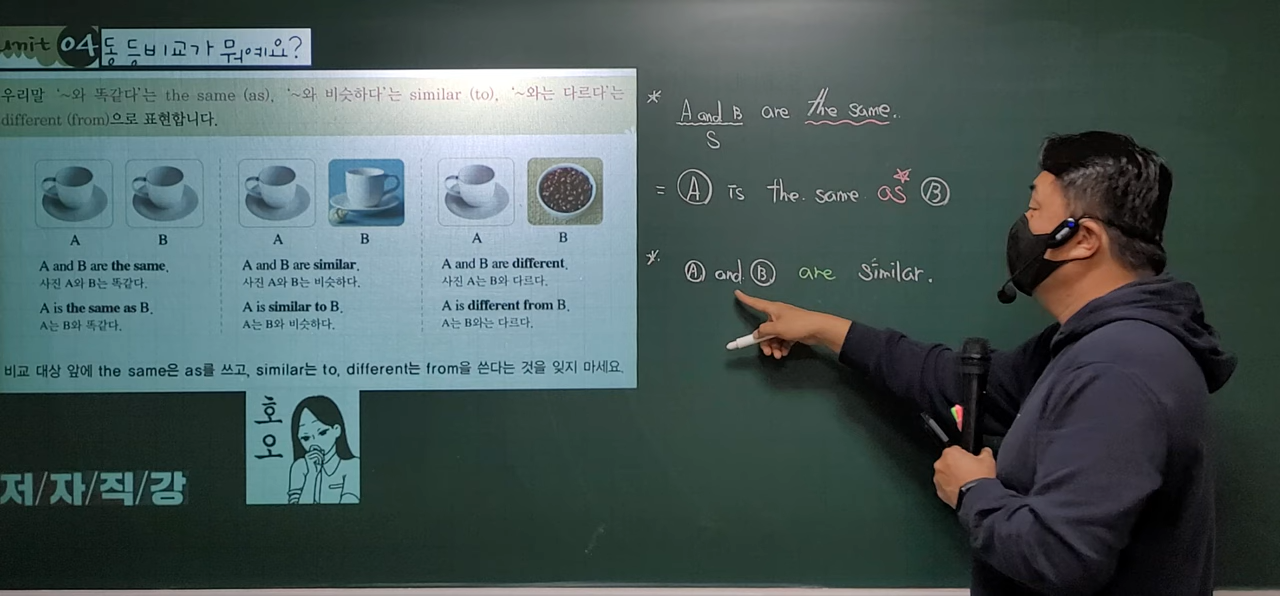 unit 04 동등비교가 뭐예요?
우리말 '~와 똑같다'는 the same (as), '~와 비슷하다'는 similar (to), '~와는 다르다'는
different (from)으로 표현합니다.
A B A B A B
A and B are the same. A and B are similar. A and B are different.
사진 A와 B는 똑같다. 사진 A와 B는 비슷하다. 사진 A는 B와 다르다.
A is the same as B. A is similar to B. A is different from B.
A는 B와 똑같다. A는 B와 비슷하다. A는 B와는 다르다.
비교 대상 앞에 the same은 as를 쓰고, similar는 to, different는 from을 쓴다는 것을 잊지 마세요.
호
오
저/자/직/강
* A and B are the same.
S
= A is the same as* B
* A and B are similar.